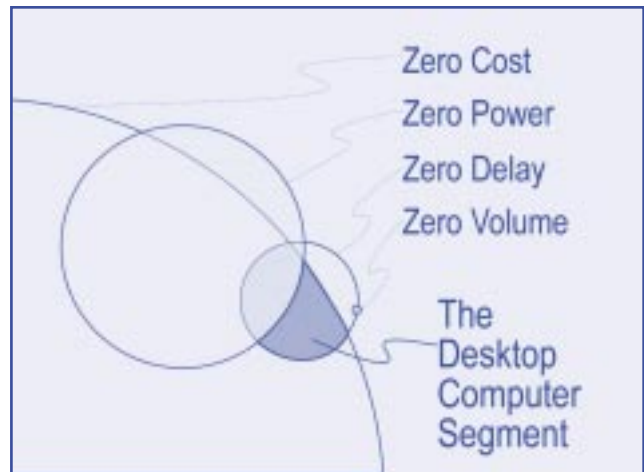 Zero Cost
Zero Power
Zero Delay
Zero Volume
The
Desktop
Computer
Segment